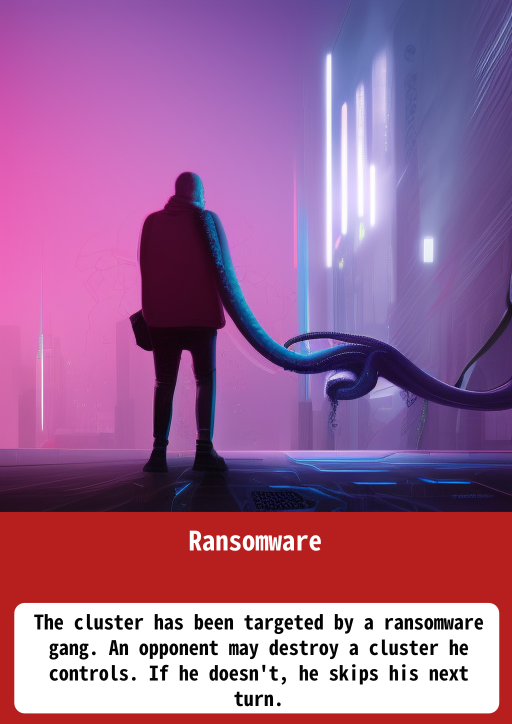 Ransomware
The cluster has been targeted by a ransomware
gang. An opponent may destroy a cluster he
controls. If he doesn't, he skips his next
turn.